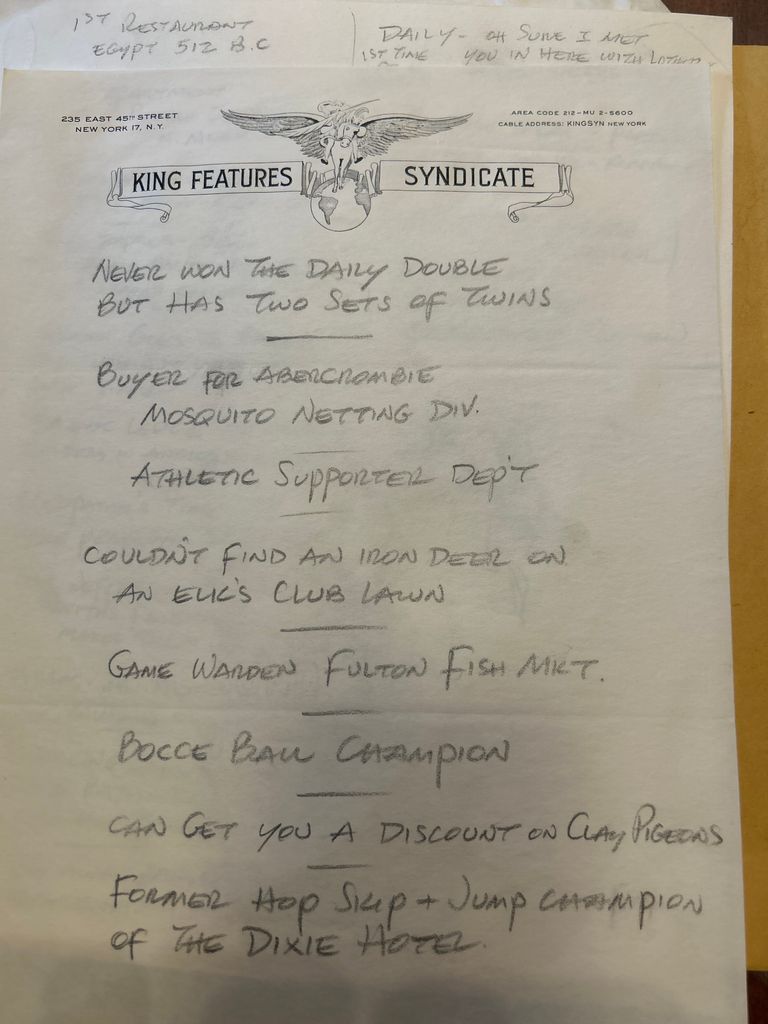 1ST RESTAURANT
EGYPT 512 B.C
DAILY - OH SURE I MET
1ST TIME YOU IN HERE WITH
235 EAST 45TH STREET
NEW YORK 17, N.Y.
AREA CODE 212-MU 2-5600
CABLE ADDRESS: KINGSYN NEW YORK
KING FEATURES SYNDICATE
NEVER WON THE DAILY DOUBLE
BUT HAS TWO SETS OF TWINS
BUYER FOR ABERCROMBIE
MOSQUITO NETTING DIV.
ATHLETIC SUPPORTER DEP'T
COULDN'T FIND AN IRON DEER ON
AN ELK'S CLUB LAWN
GAME WARDEN FULTON FISH MKT.
BOCCE BALL CHAMPION
CAN GET YOU A DISCOUNT ON CLAY PIGEONS
FORMER HOP SKIP + JUMP CHAMPION
OF THE DIXIE HOTEL.